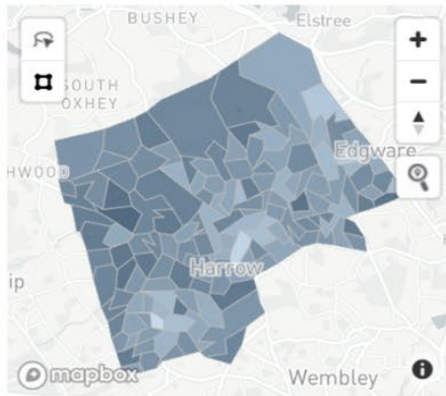 BUSHEY
Elstree
SOUTH
OXHEY
Edgware
HWOOD
Harrow
ip
mapbox
Wembley